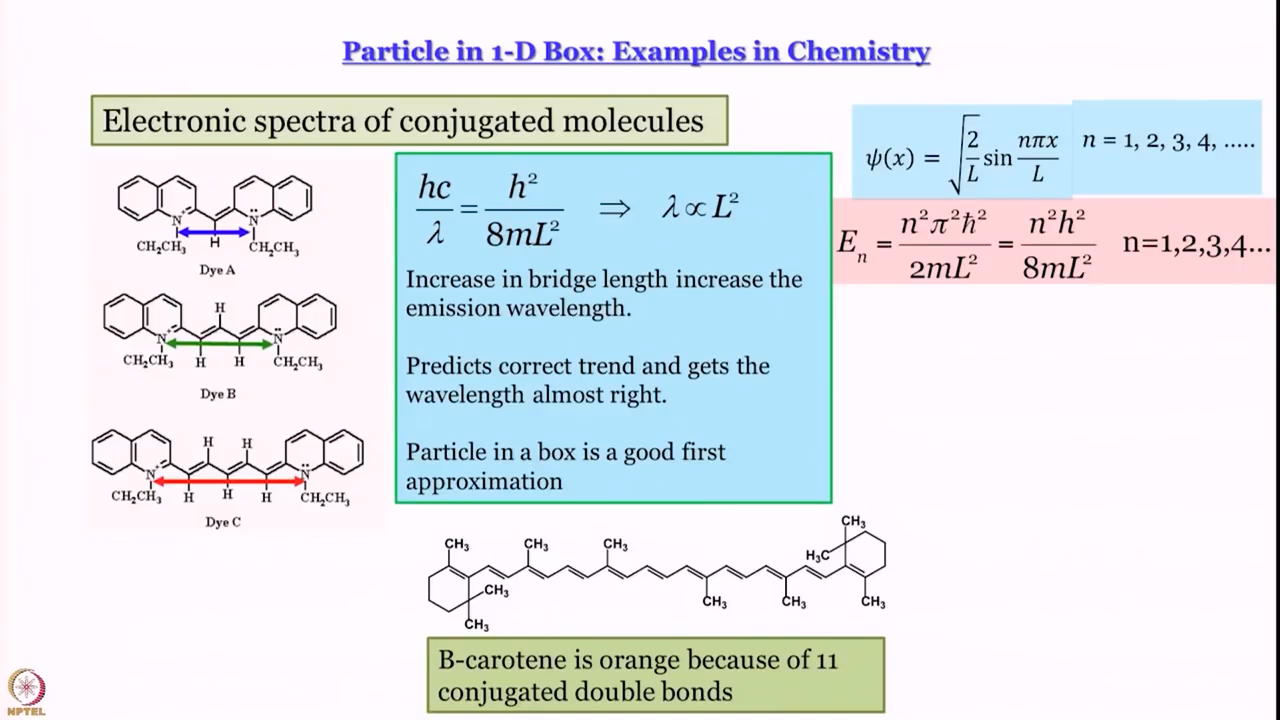 Particle in 1-D Box: Examples in Chemistry
Electronic spectra of conjugated molecules
N⁺ N̈
CH₂CH₃ H CH₂CH₃
Dye A
H
N⁺ N̈
CH₂CH₃ H H CH₂CH₃
Dye B
H H
N⁺ N̈
CH₂CH₃ H H H CH₂CH₃
Dye C
hc/λ = h²/8mL² ⇒ λ ∝ L²
Increase in bridge length increase the
emission wavelength.
Predicts correct trend and gets the
wavelength almost right.
Particle in a box is a good first
approximation
ψ(x) = √(2/L) sin nπx/L n = 1, 2, 3, 4, .....
Eₙ = n²π²ħ²/2mL² = n²h²/8mL² n=1,2,3,4...
CH₃
CH₃ CH₃ CH₃ H₃C
CH₃
CH₃ CH₃ CH₃
CH₃
B-carotene is orange because of 11
conjugated double bonds
NPTEL